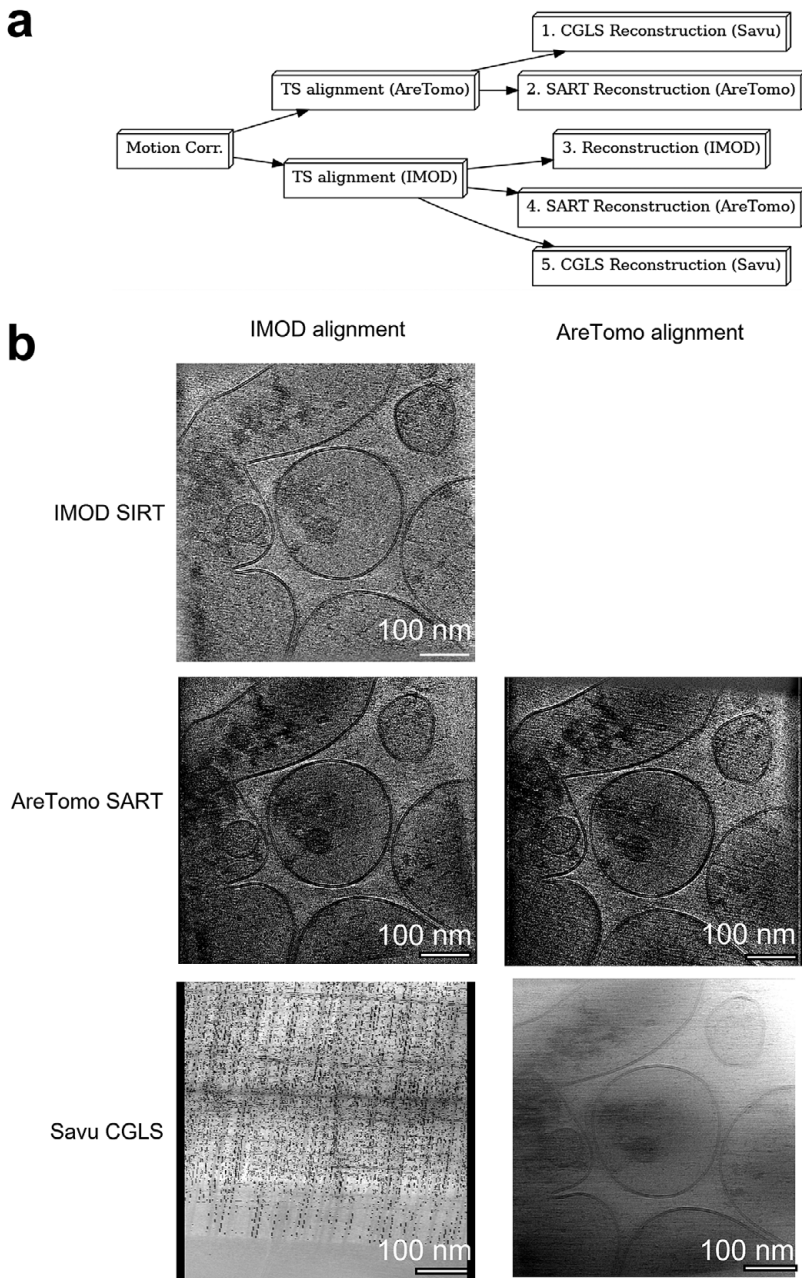 a
1. CGLS Reconstruction (Savu)
TS alignment (AreTomo)
2. SART Reconstruction (AreTomo)
Motion Corr.
3. Reconstruction (IMOD)
TS alignment (IMOD)
4. SART Reconstruction (AreTomo)
5. CGLS Reconstruction (Savu)
b
IMOD alignment
AreTomo alignment
IMOD SIRT
100 nm
AreTomo SART
100 nm
100 nm
Savu CGLS
100 nm
100 nm